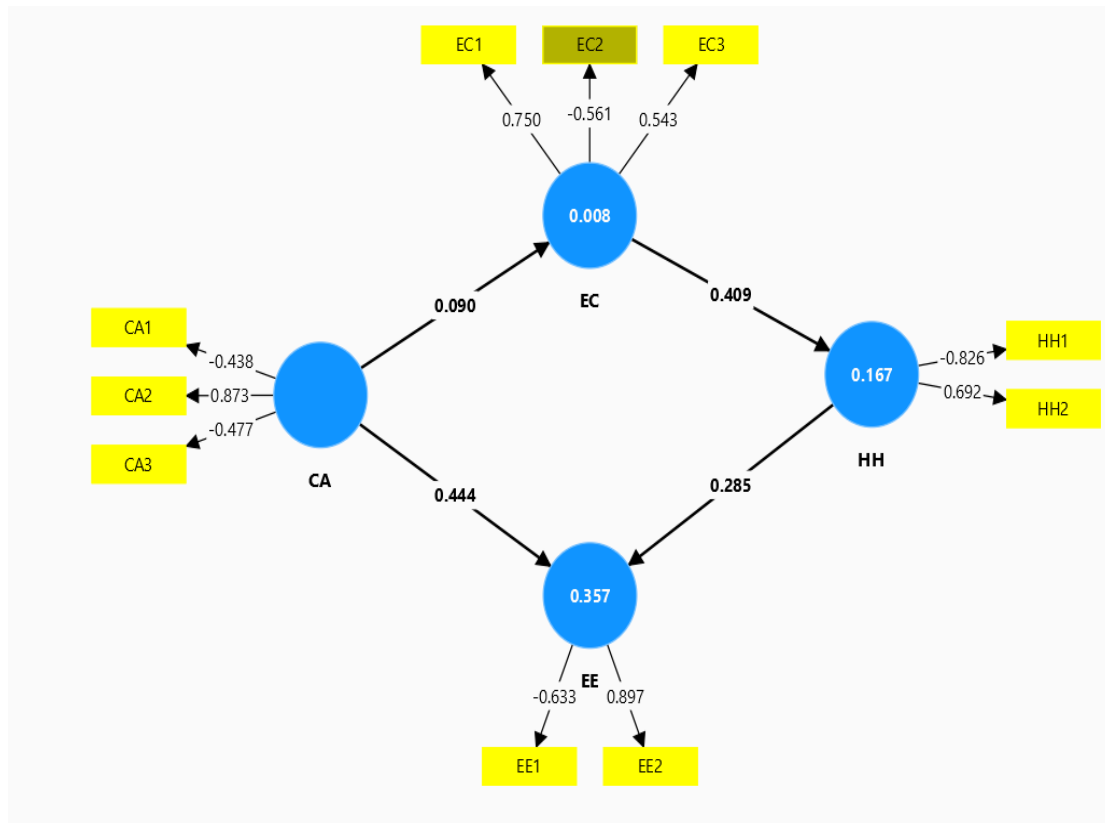 EC1 EC2 EC3
0.750 -0.561 0.543
0.008
EC
0.090 0.409
CA1
-0.438
CA2 0.873
CA3 -0.477
CA
HH1
-0.826
0.167
0.692
HH2
HH
0.444 0.285
0.357
EE
-0.633 0.897
EE1 EE2